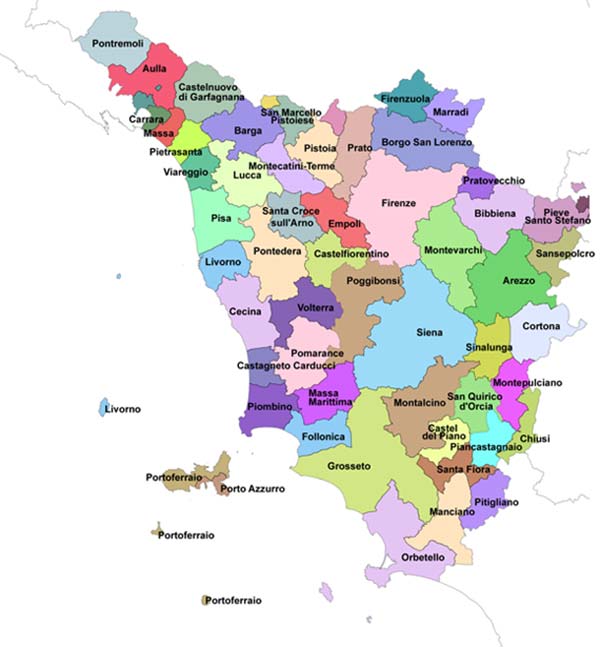 Pontremoli
Aulla
Castelnuovo
di Garfagnana
Firenzuola
Carrara
San Marcello
Pistoiese
Marradi
Massa
Barga
Borgo San Lorenzo
Pietrasanta
Pistoia
Prato
Montecatini-Terme
Viareggio
Lucca
Pratovecchio
Firenze
Pisa
Santa Croce
sull'Arno
Empoli
Bibbiena
Pieve
Santo Stefano
Pontedera
Castelfiorentino
Montevarchi
Sansepolcro
Livorno
Poggibonsi
Arezzo
Cecina
Volterra
Siena
Cortona
Pomarance
Sinalunga
Castagneto Carducci
Massa
Marittima
Montepulciano
Livorno
Piombino
Montalcino
San Quirico
d'Orcia
Follonica
Castel
del Piano
Piancastagnaio
Chiusi
Grosseto
Santa Fiora
Portoferraio
Porto Azzurro
Manciano
Pitigliano
Portoferraio
Orbetello
Portoferraio